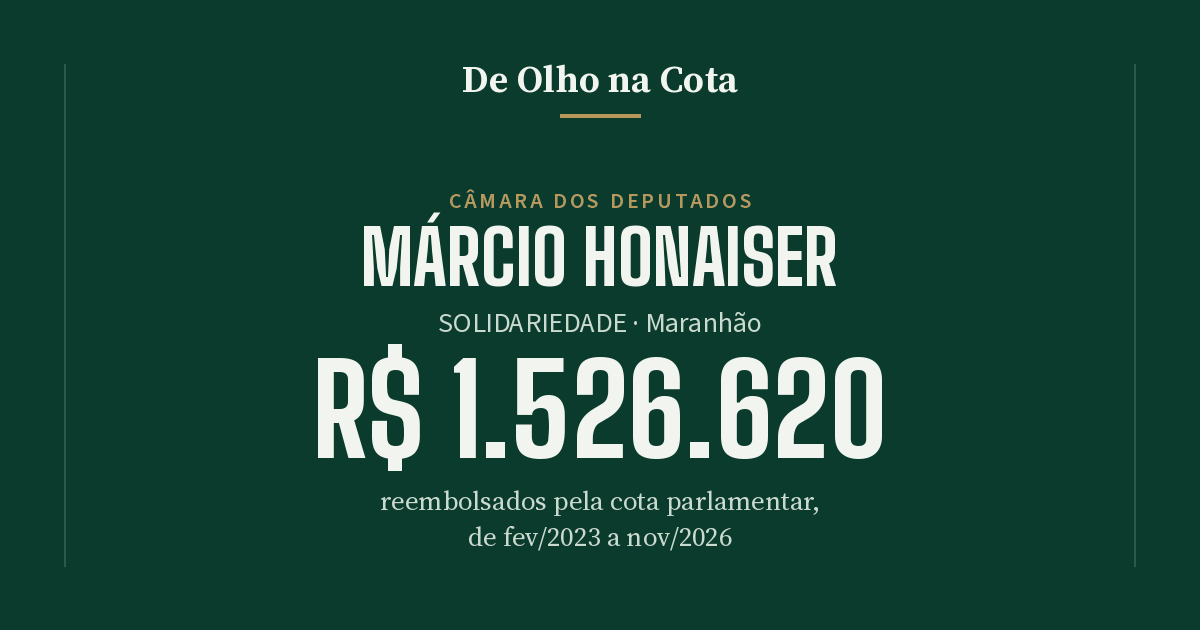 De Olho na Cota
CÂMARA DOS DEPUTADOS
MÁRCIO HONAISER
SOLIDARIEDADE · Maranhão
R$ 1.526.620
reembolsados pela cota parlamentar,
de fev/2023 a nov/2026